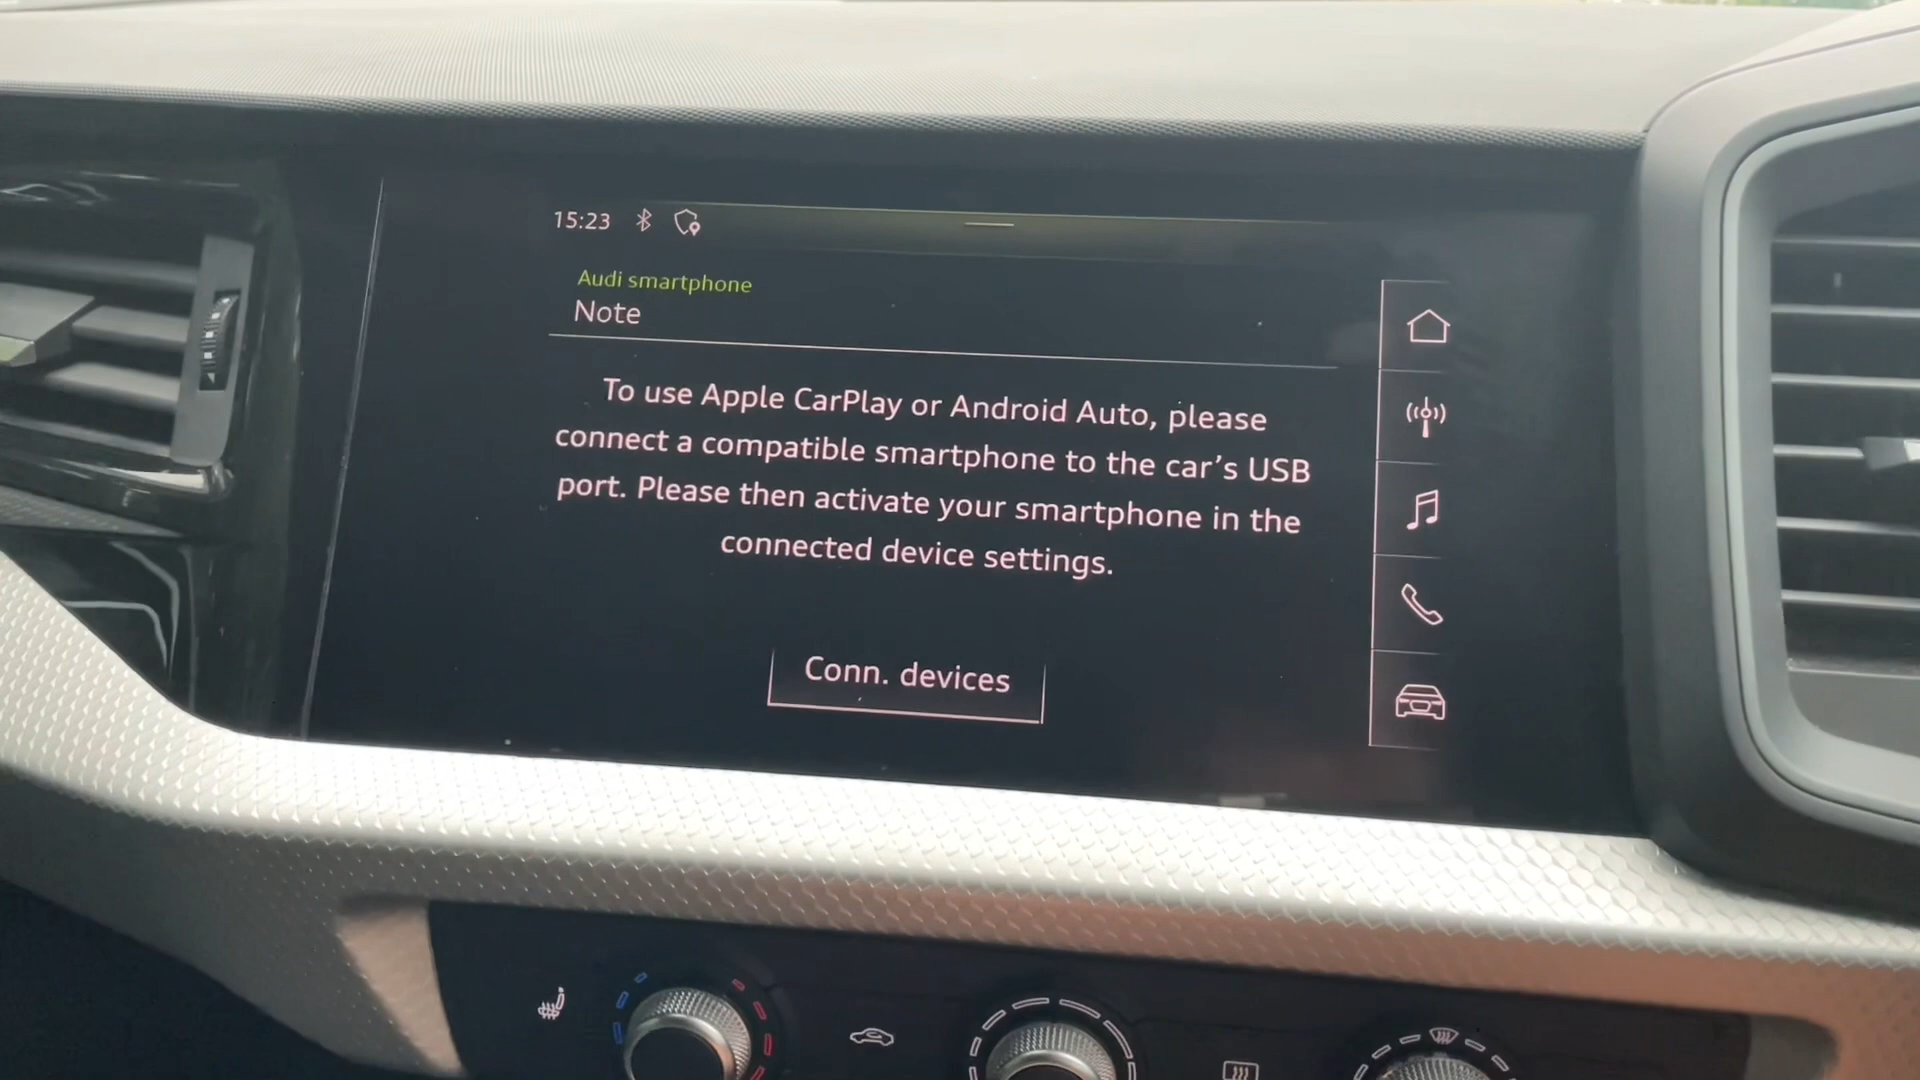 15:23
Audi smartphone
Note
To use Apple CarPlay or Android Auto, please
connect a compatible smartphone to the car's USB
port. Please then activate your smartphone in the
connected device settings.
Conn. devices